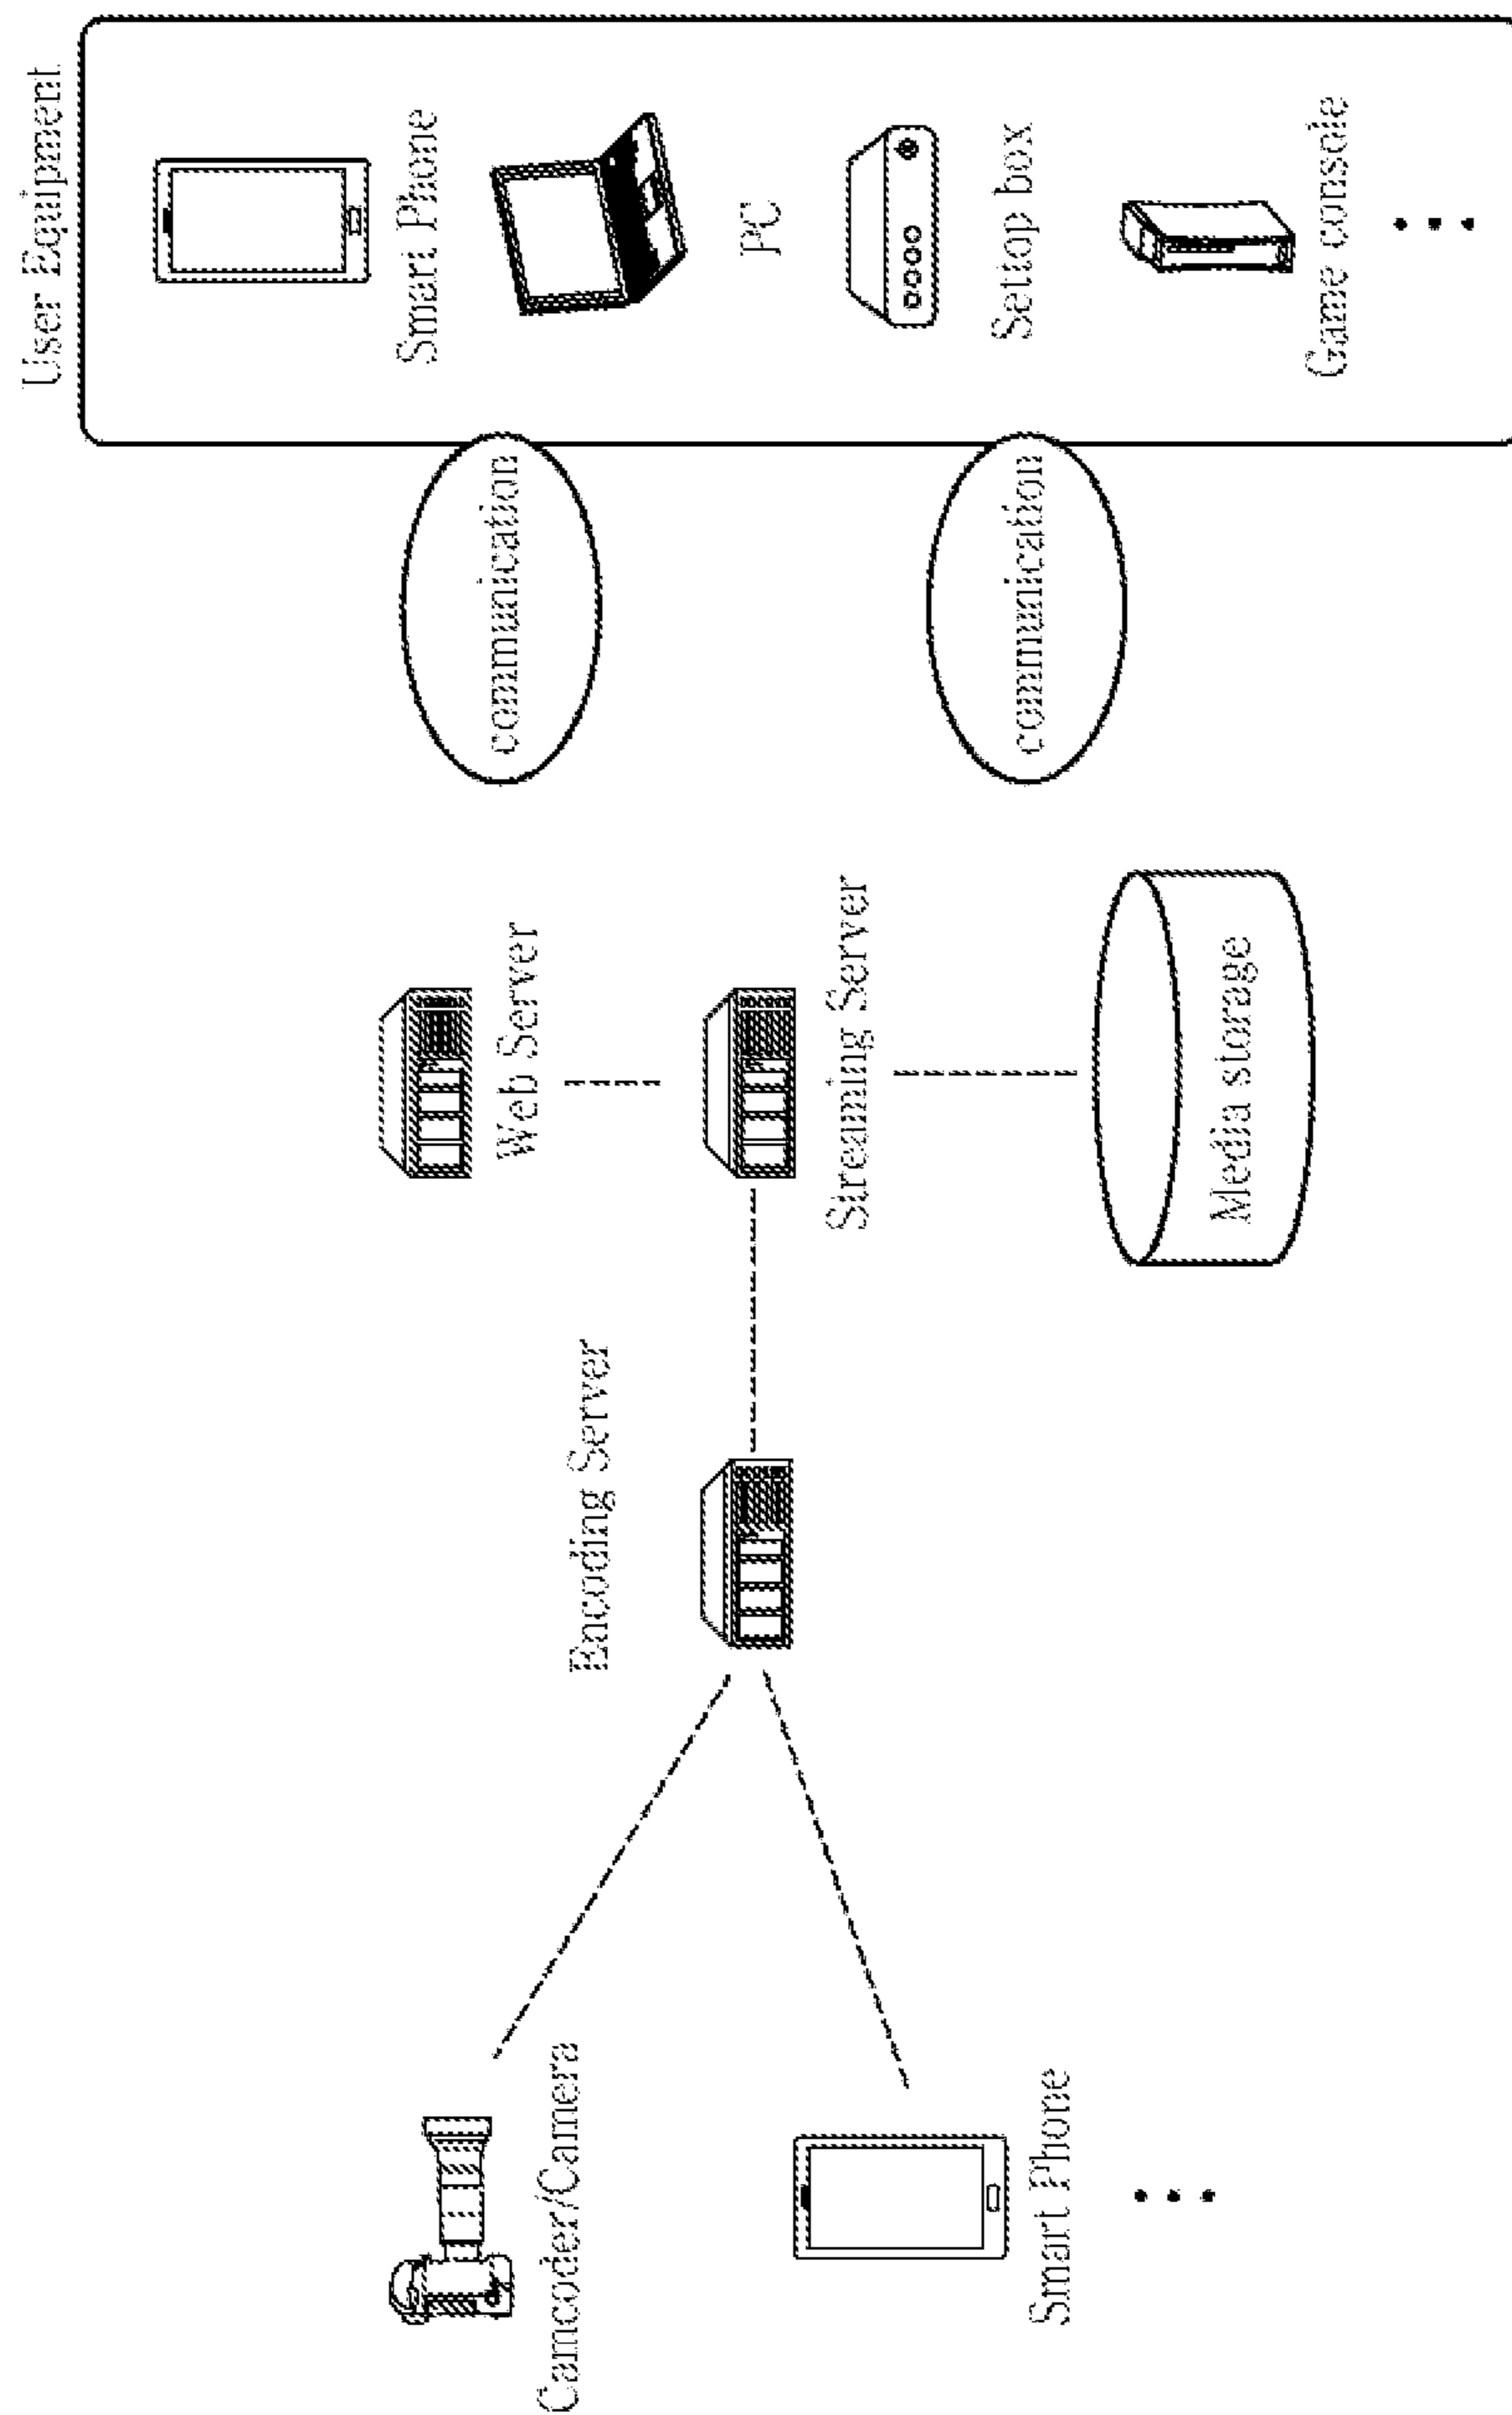 Camcoder/Camera
Smart Phone
Encoding Server
Web Server
Streaming Server
Media storage
communication
communication
User Equipment
Smart Phone
PC
Settop box
Game console